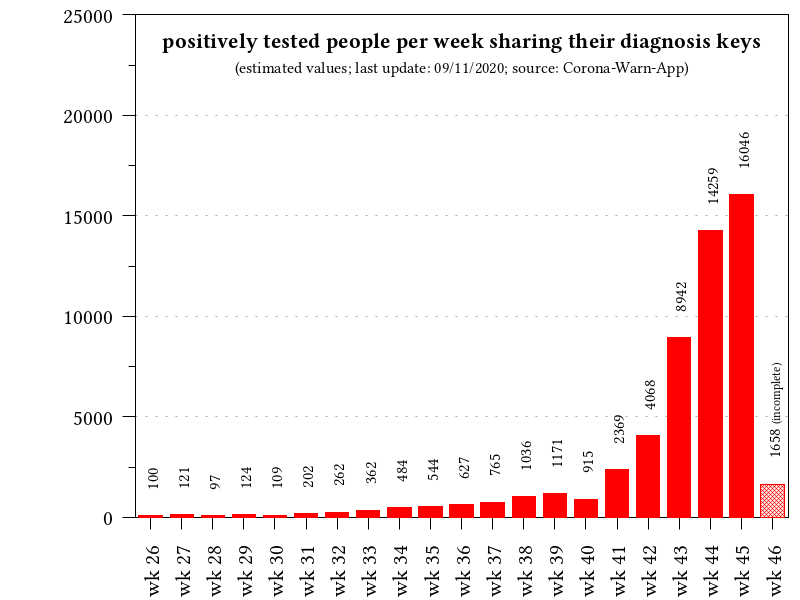 positively tested people per week sharing their diagnosis keys
(estimated values; last update: 09/11/2020; source: Corona-Warn-App)
25000
20000
15000
10000
5000
0
100
121
97
124
109
202
262
362
484
544
627
765
1036
1171
915
2369
4068
8942
14259
16046
1658 (incomplete)
wk 26
wk 27
wk 28
wk 29
wk 30
wk 31
wk 32
wk 33
wk 34
wk 35
wk 36
wk 37
wk 38
wk 39
wk 40
wk 41
wk 42
wk 43
wk 44
wk 45
wk 46